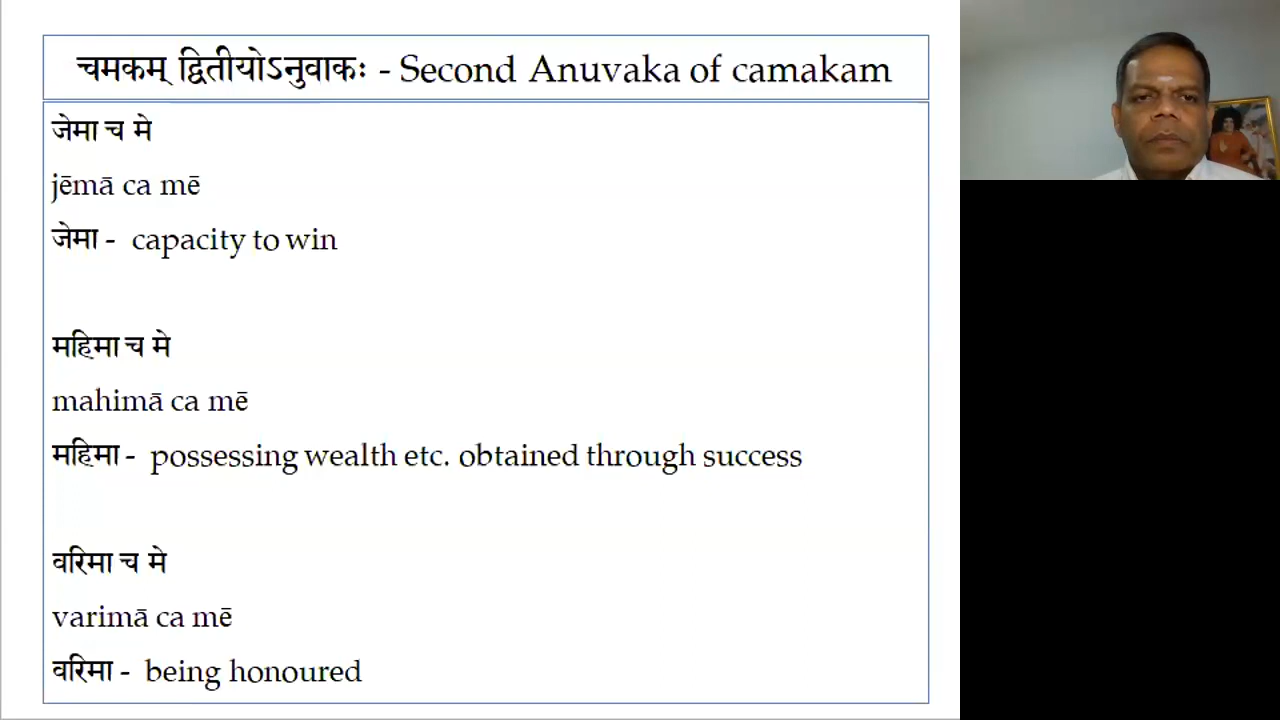 चमकम् द्वितीयोऽनुवाकः - Second Anuvaka of camakam
जेमा च मे
jēmā ca mē
जेमा - capacity to win
महिमा च मे
mahimā ca mē
महिमा - possessing wealth etc. obtained through success
वरिमा च मे
varimā ca mē
वरिमा - being honoured